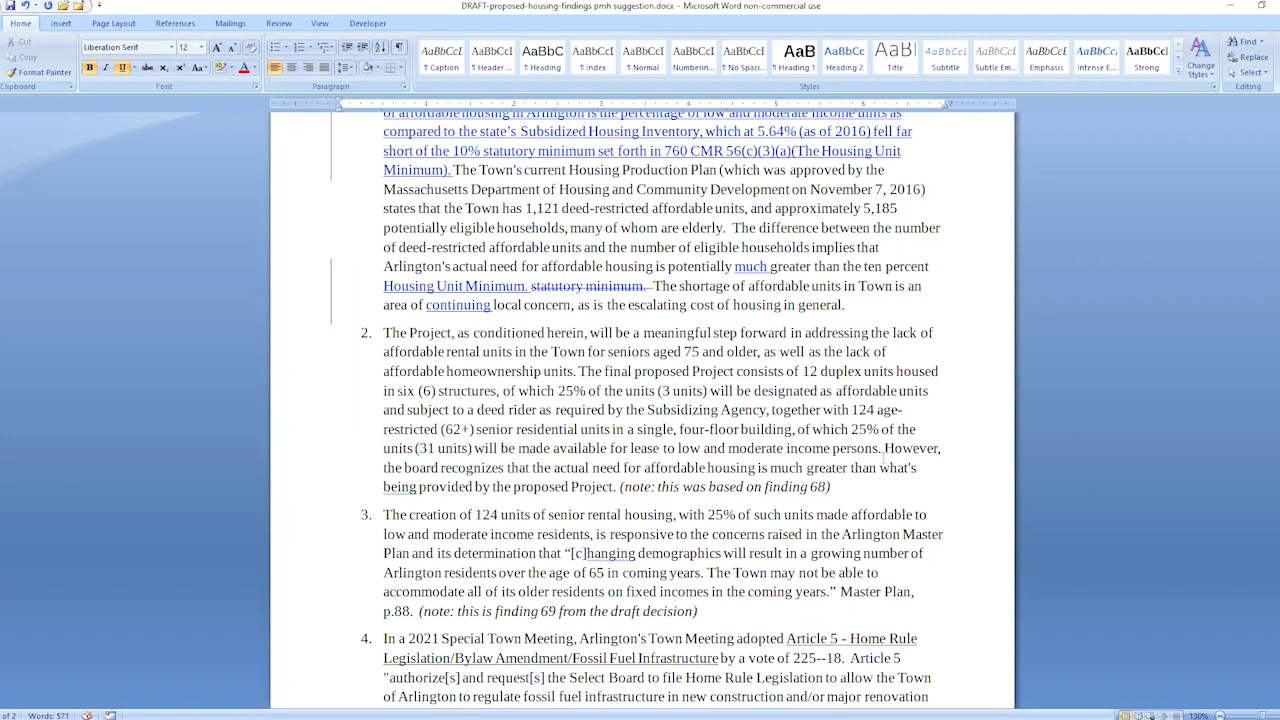 DRAFT-proposed-housing-findings pmh suggestion.docx - Microsoft Word non-commercial use
Home Insert Page Layout References Mailings Review View Developer
Cut
Copy
Format Painter
Clipboard
Liberation Serif 12
Font
Paragraph
AaBbCcI AaBbCc AaBbC AaBbCcI AaBbCcI AaBbCcI AaBbCcI AaB AaBbCc AaBl AaBbCcI AaBbCcI AaBbCcI AaBbCcI AaBbCc
¶ Caption ¶ Header ... ¶ Heading ¶ Index ¶ Normal ¶ Numberin... ¶ No Spaci... ¶ Heading 1 ¶ Heading 2 Title Subtitle Subtle Em... Emphasis Intense E... Strong
Change Styles
Styles
Find
Replace
Select
Editing
of affordable housing in Arlington is the percentage of low and moderate income units as
compared to the state's Subsidized Housing Inventory, which at 5.64% (as of 2016) fell far
short of the 10% statutory minimum set forth in 760 CMR 56(c)(3)(a)(The Housing Unit
Minimum). The Town's current Housing Production Plan (which was approved by the
Massachusetts Department of Housing and Community Development on November 7, 2016)
states that the Town has 1,121 deed-restricted affordable units, and approximately 5,185
potentially eligible households, many of whom are elderly. The difference between the number
of deed-restricted affordable units and the number of eligible households implies that
Arlington's actual need for affordable housing is potentially much greater than the ten percent
Housing Unit Minimum. statutory minimum. The shortage of affordable units in Town is an
area of continuing local concern, as is the escalating cost of housing in general.
2. The Project, as conditioned herein, will be a meaningful step forward in addressing the lack of
affordable rental units in the Town for seniors aged 75 and older, as well as the lack of
affordable homeownership units. The final proposed Project consists of 12 duplex units housed
in six (6) structures, of which 25% of the units (3 units) will be designated as affordable units
and subject to a deed rider as required by the Subsidizing Agency, together with 124 age-
restricted (62+) senior residential units in a single, four-floor building, of which 25% of the
units (31 units) will be made available for lease to low and moderate income persons. However,
the board recognizes that the actual need for affordable housing is much greater than what's
being provided by the proposed Project. (note: this was based on finding 68)
3. The creation of 124 units of senior rental housing, with 25% of such units made affordable to
low and moderate income residents, is responsive to the concerns raised in the Arlington Master
Plan and its determination that “[c]hanging demographics will result in a growing number of
Arlington residents over the age of 65 in coming years. The Town may not be able to
accommodate all of its older residents on fixed incomes in the coming years.” Master Plan,
p.88. (note: this is finding 69 from the draft decision)
4. In a 2021 Special Town Meeting, Arlington's Town Meeting adopted Article 5 - Home Rule
Legislation/Bylaw Amendment/Fossil Fuel Infrastructure by a vote of 225--18. Article 5
"authorize[s] and request[s] the Select Board to file Home Rule Legislation to allow the Town
of Arlington to regulate fossil fuel infrastructure in new construction and/or major renovation
of 2 Words: 571 130%